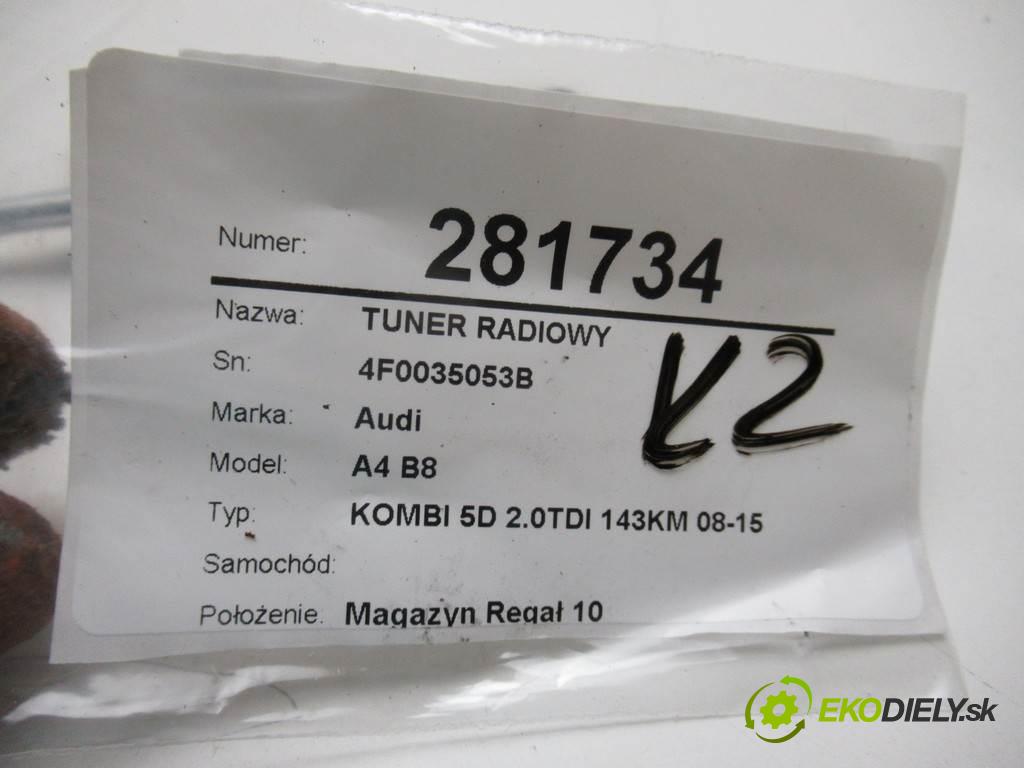 Numer: 281734
Nazwa: TUNER RADIOWY
Sn: 4F0035053B
Marka: Audi
Model: A4 B8
Typ: KOMBI 5D 2.0TDI 143KM 08-15
Samochód:
Położenie. Magazyn Regał 10
K2
EKODIELY.sk